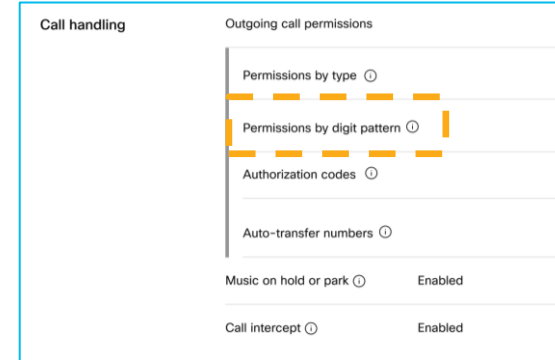 Call handling
Outgoing call permissions
Permissions by type
Permissions by digit pattern
Authorization codes
Auto-transfer numbers
Music on hold or park Enabled
Call intercept Enabled